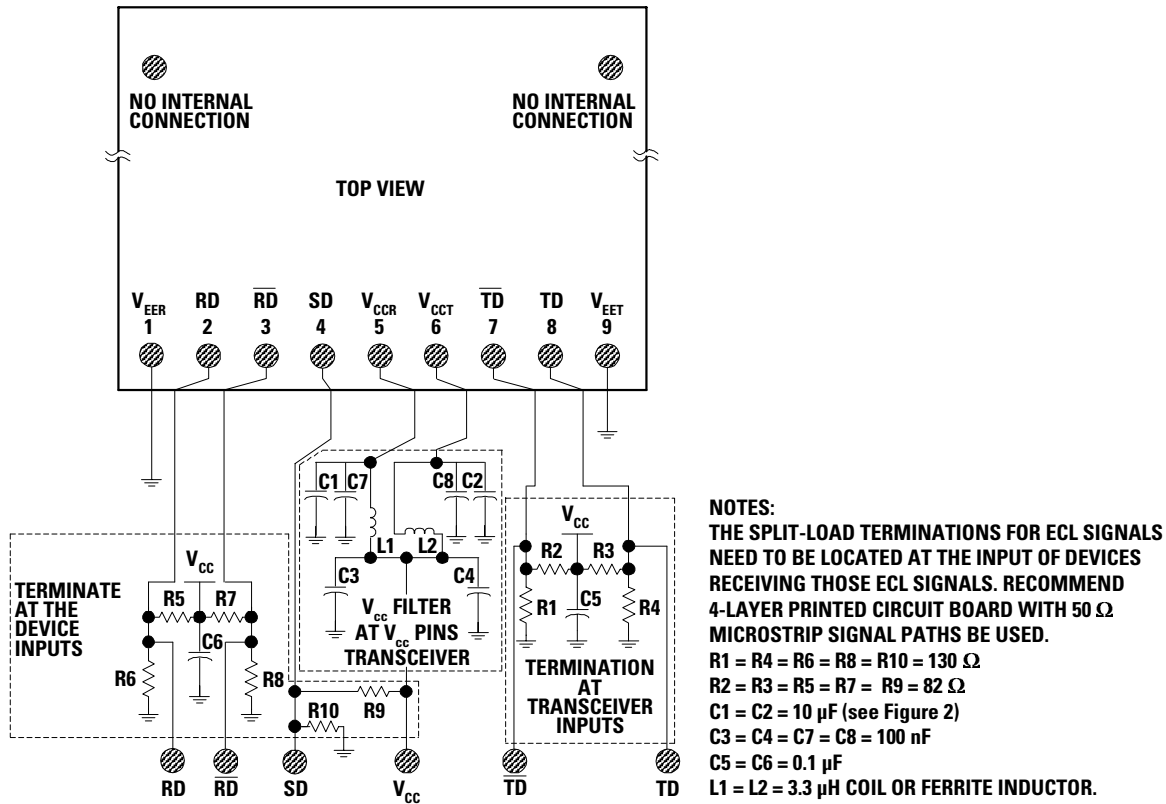 NO INTERNAL
CONNECTION
NO INTERNAL
CONNECTION
TOP VIEW
VEER RD R̅D̅ SD VCCR VCCT T̅D̅ TD VEET
1 2 3 4 5 6 7 8 9
C1 C7 C8 C2
L1 L2
C3 C4
VCC FILTER
AT VCC PINS
TRANSCEIVER
TERMINATE
AT THE
DEVICE
INPUTS
VCC
R5 R7
C6
R6 R8
R9
R10
VCC
R2 R3
R1 C5 R4
TERMINATION
AT
TRANSCEIVER
INPUTS
RD R̅D̅ SD VCC T̅D̅ TD
NOTES:
THE SPLIT-LOAD TERMINATIONS FOR ECL SIGNALS
NEED TO BE LOCATED AT THE INPUT OF DEVICES
RECEIVING THOSE ECL SIGNALS. RECOMMEND
4-LAYER PRINTED CIRCUIT BOARD WITH 50 Ω
MICROSTRIP SIGNAL PATHS BE USED.
R1 = R4 = R6 = R8 = R10 = 130 Ω
R2 = R3 = R5 = R7 = R9 = 82 Ω
C1 = C2 = 10 µF (see Figure 2)
C3 = C4 = C7 = C8 = 100 nF
C5 = C6 = 0.1 µF
L1 = L2 = 3.3 µH COIL OR FERRITE INDUCTOR.